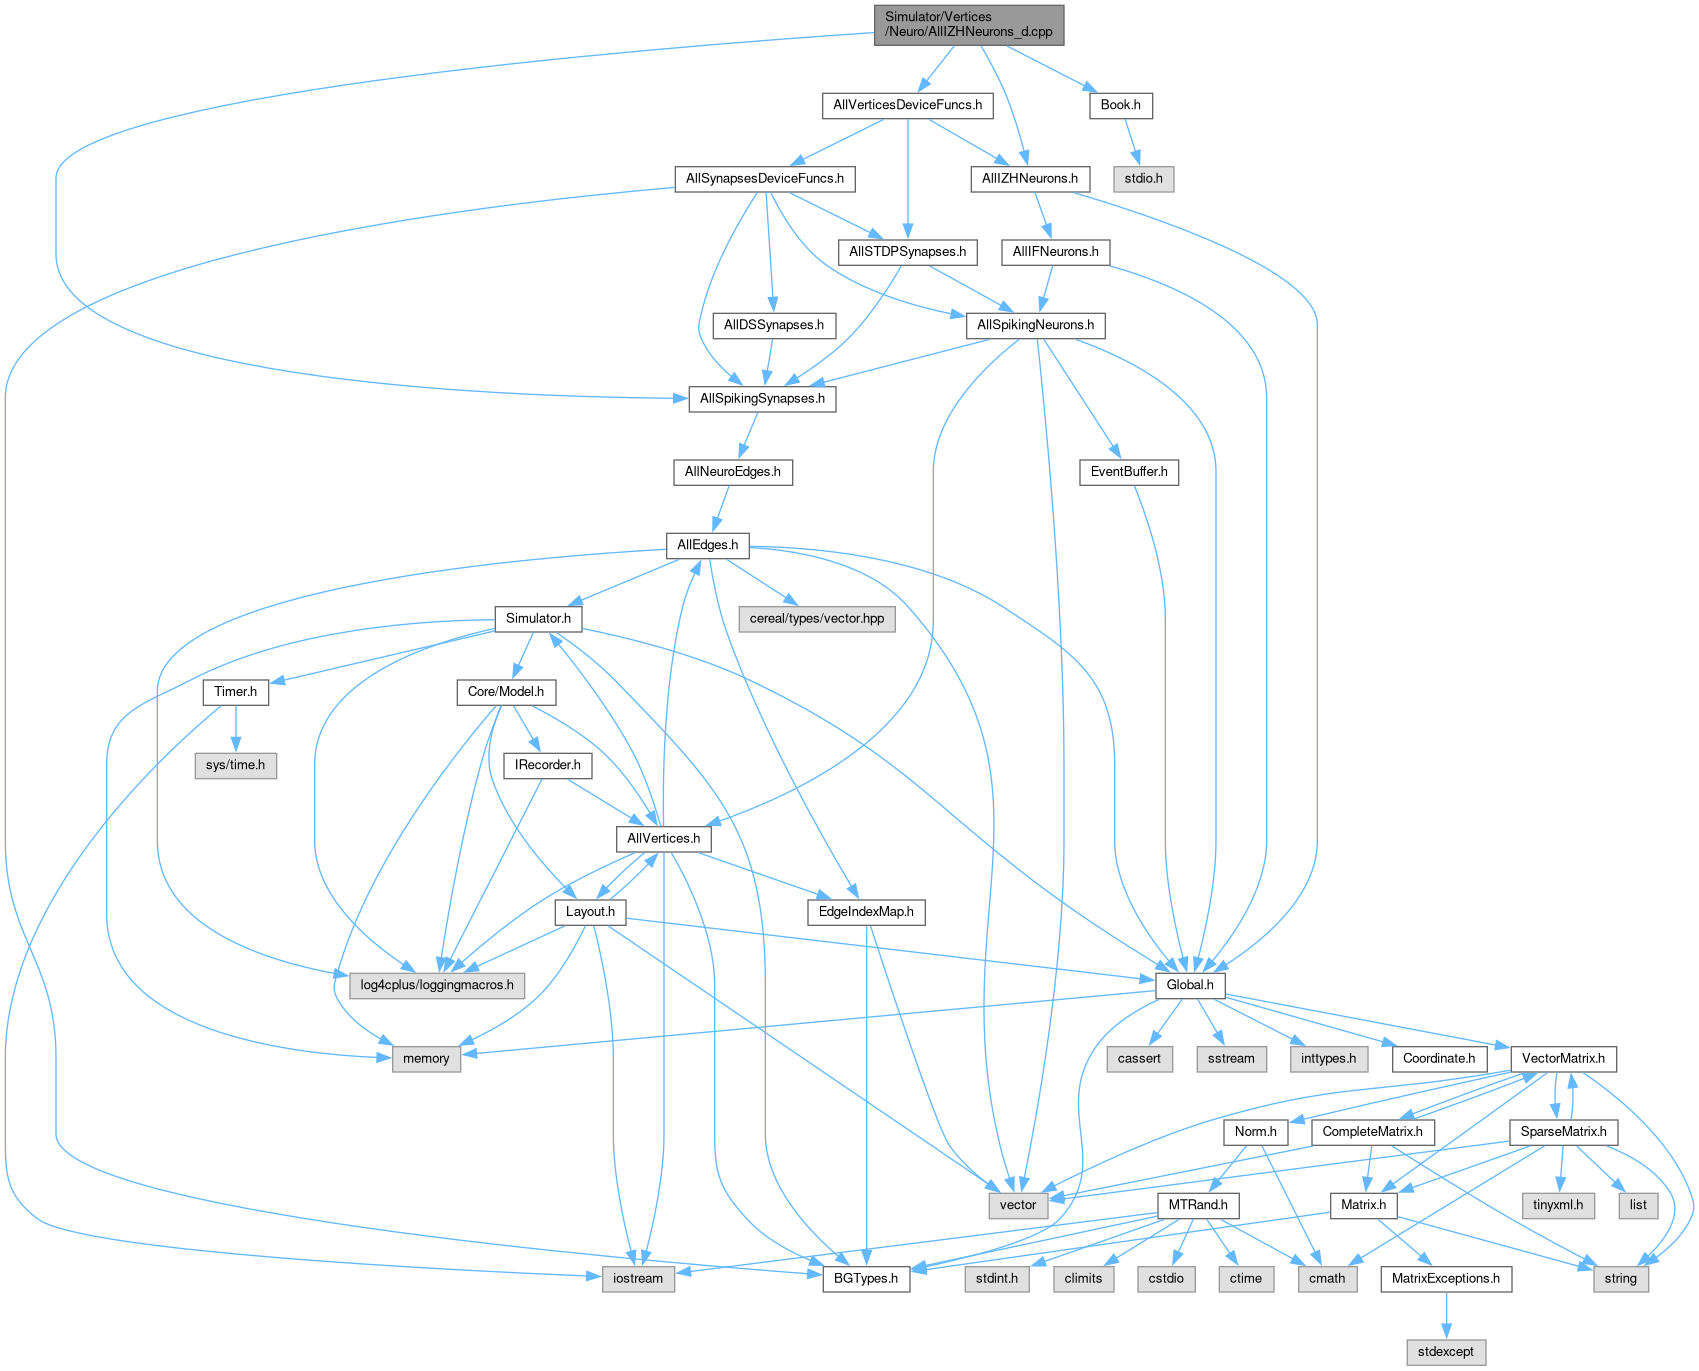 Simulator/Vertices
/Neuro/AllIZHNeurons_d.cpp
AllVerticesDeviceFuncs.h
Book.h
AllSynapsesDeviceFuncs.h
AllIZHNeurons.h
stdio.h
AllSTDPSynapses.h
AllIFNeurons.h
AllDSSynapses.h
AllSpikingNeurons.h
AllSpikingSynapses.h
AllNeuroEdges.h
EventBuffer.h
AllEdges.h
Simulator.h
cereal/types/vector.hpp
Timer.h
Core/Model.h
sys/time.h
IRecorder.h
AllVertices.h
Layout.h
EdgeIndexMap.h
log4cplus/loggingmacros.h
Global.h
memory
cassert
sstream
inttypes.h
Coordinate.h
VectorMatrix.h
Norm.h
CompleteMatrix.h
SparseMatrix.h
vector
MTRand.h
Matrix.h
tinyxml.h
list
iostream
BGTypes.h
stdint.h
climits
cstdio
ctime
cmath
MatrixExceptions.h
string
stdexcept